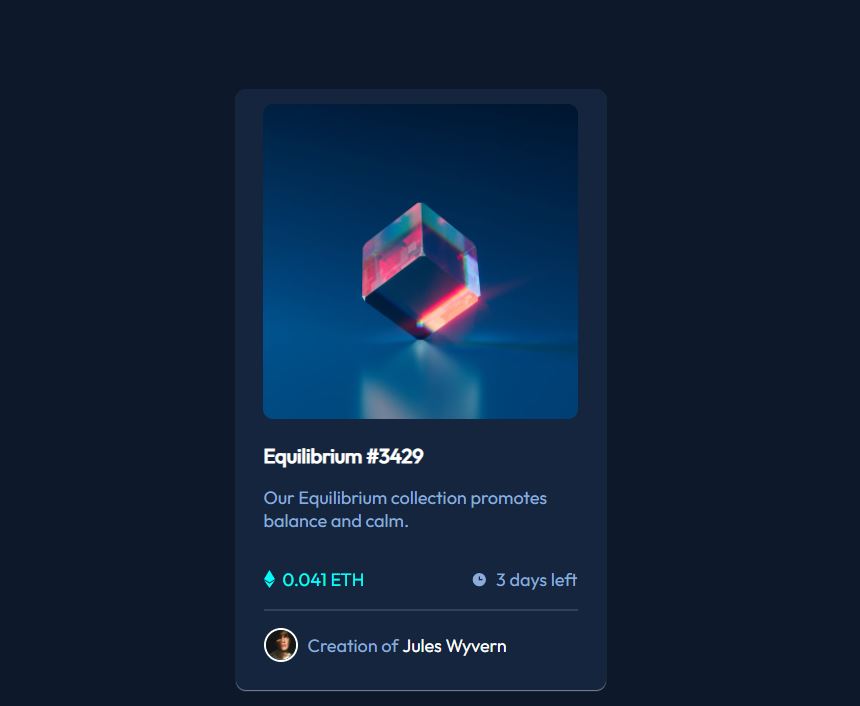 Equilibrium #3429
Our Equilibrium collection promotes
balance and calm.
0.041 ETH
3 days left
Creation of Jules Wyvern